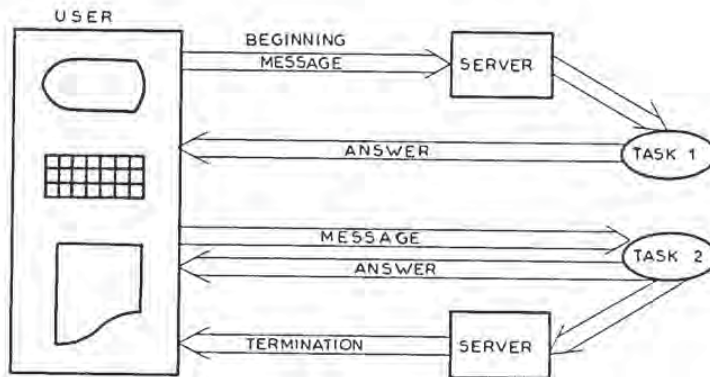 USER
BEGINNING
MESSAGE
SERVER
ANSWER
TASK 1
MESSAGE
ANSWER
TASK 2
TERMINATION
SERVER